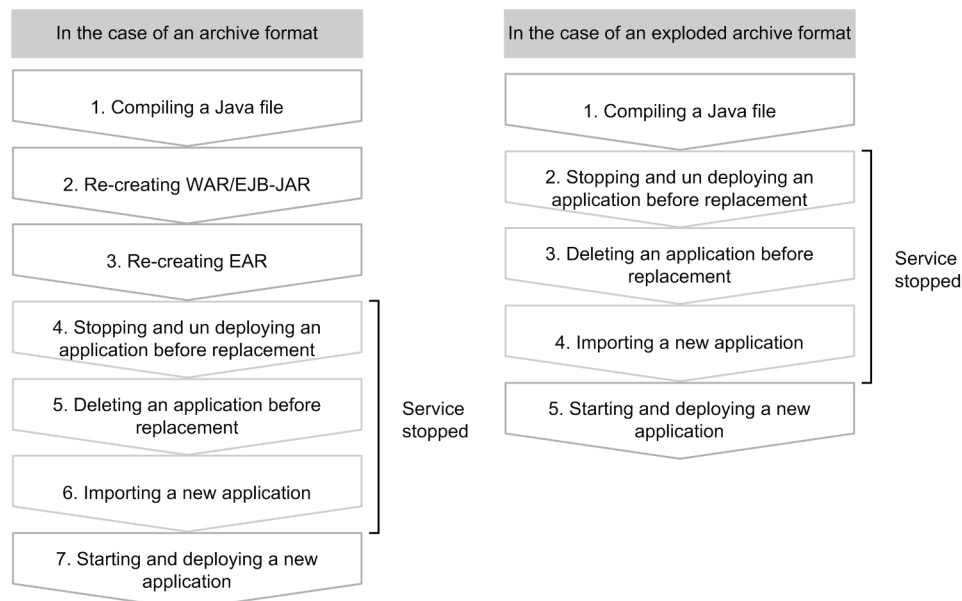 In the case of an archive format
1. Compiling a Java file
2. Re-creating WAR/EJB-JAR
3. Re-creating EAR
4. Stopping and un deploying an
application before replacement
5. Deleting an application before
replacement
6. Importing a new application
7. Starting and deploying a new
application
Service
stopped
In the case of an exploded archive format
1. Compiling a Java file
2. Stopping and un deploying an
application before replacement
3. Deleting an application before
replacement
4. Importing a new application
5. Starting and deploying a new
application
Service
stopped